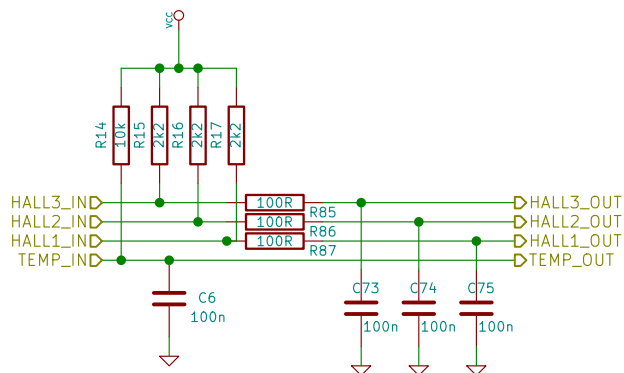 VCC
R14
10k
R15
2k2
R16
2k2
R17
2k2
HALL3_IN
100R
R85
HALL3_OUT
HALL2_IN
100R
R86
HALL2_OUT
HALL1_IN
100R
R87
HALL1_OUT
TEMP_IN
TEMP_OUT
C6
100n
C73
100n
C74
100n
C75
100n